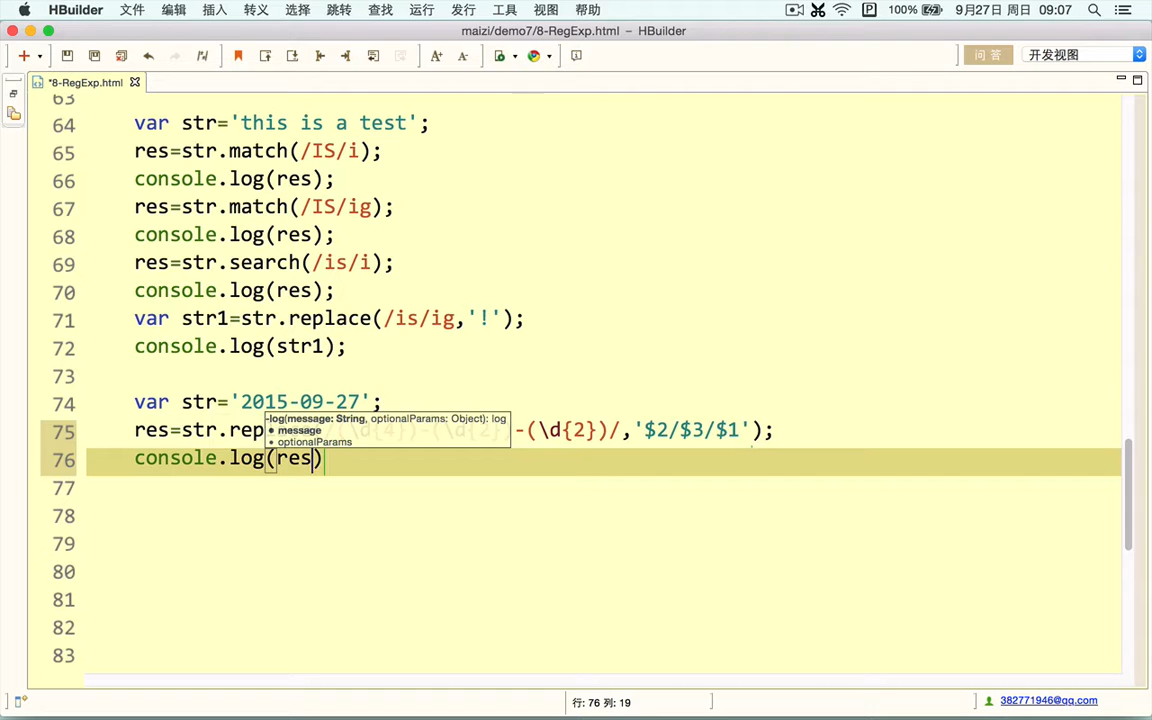 HBuilder 文件 编辑 插入 转义 选择 跳转 查找 运行 发行 工具 视图 帮助 100% 9月27日 周日 09:07
maizi/demo7/8-RegExp.html – HBuilder
问 答 开发视图
*8-RegExp.html
63
64 var str='this is a test';
65 res=str.match(/IS/i);
66 console.log(res);
67 res=str.match(/IS/ig);
68 console.log(res);
69 res=str.search(/is/i);
70 console.log(res);
71 var str1=str.replace(/is/ig,'!');
72 console.log(str1);
73
74 var str='2015-09-27';
-log(message: String, optionalParams: Object): log
75 res=str.rep (\d{4})-(\d{2})-(\d{2})/,'$2/$3/$1');
• message
• optionalParams
76 console.log(res)
77
78
79
80
81
82
83
行: 76 列: 19
382771946@qq.com